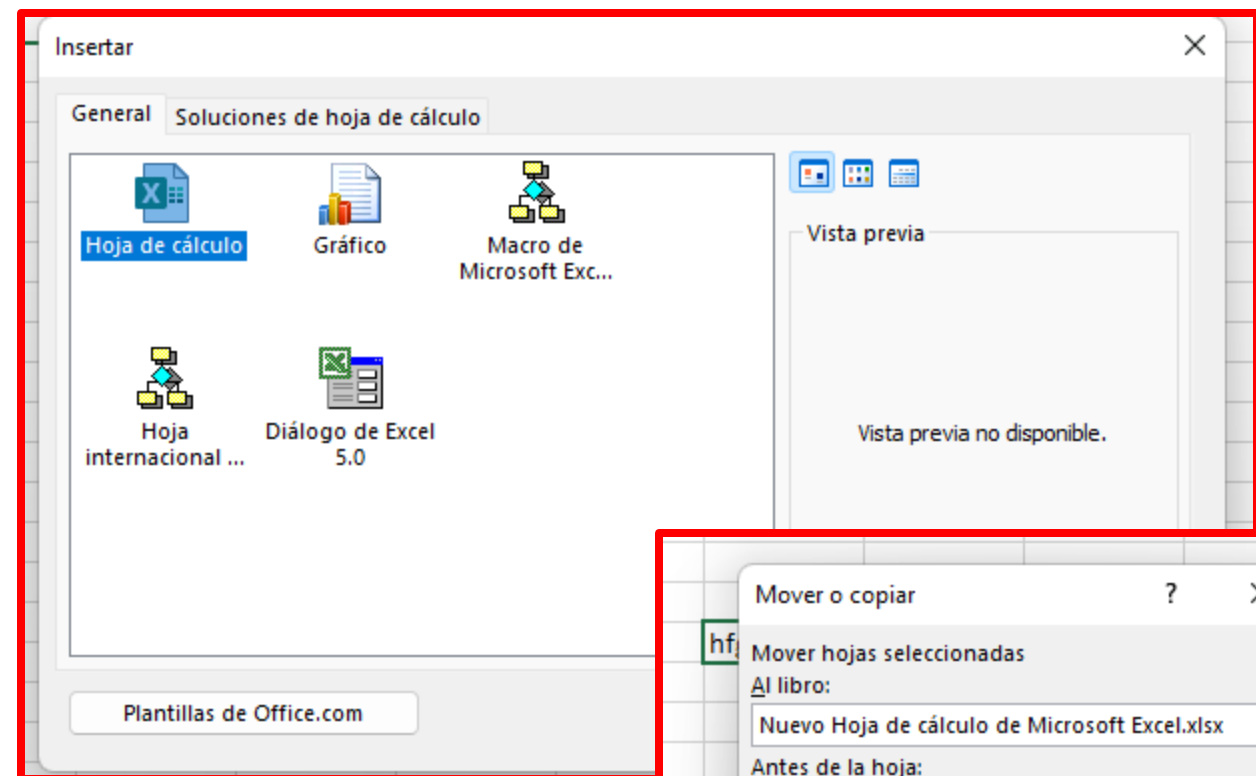 Insertar
General
Soluciones de hoja de cálculo
Hoja de cálculo
Gráfico
Macro de
Microsoft Exc...
Hoja
internacional ...
Diálogo de Excel
5.0
Vista previa
Vista previa no disponible.
Plantillas de Office.com
Mover o copiar
?
Mover hojas seleccionadas
Al libro:
Nuevo Hoja de cálculo de Microsoft Excel.xlsx
Antes de la hoja: